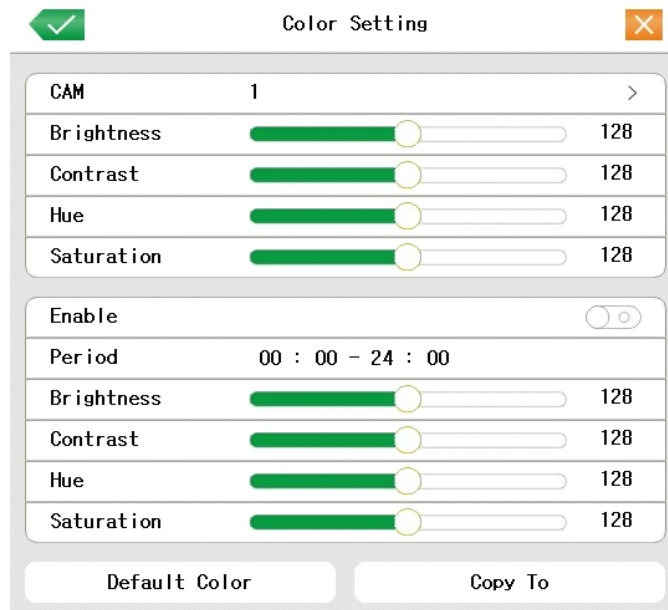 Color Setting
CAM 1 >
Brightness 128
Contrast 128
Hue 128
Saturation 128
Enable
Period 00 : 00 - 24 : 00
Brightness 128
Contrast 128
Hue 128
Saturation 128
Default Color Copy To